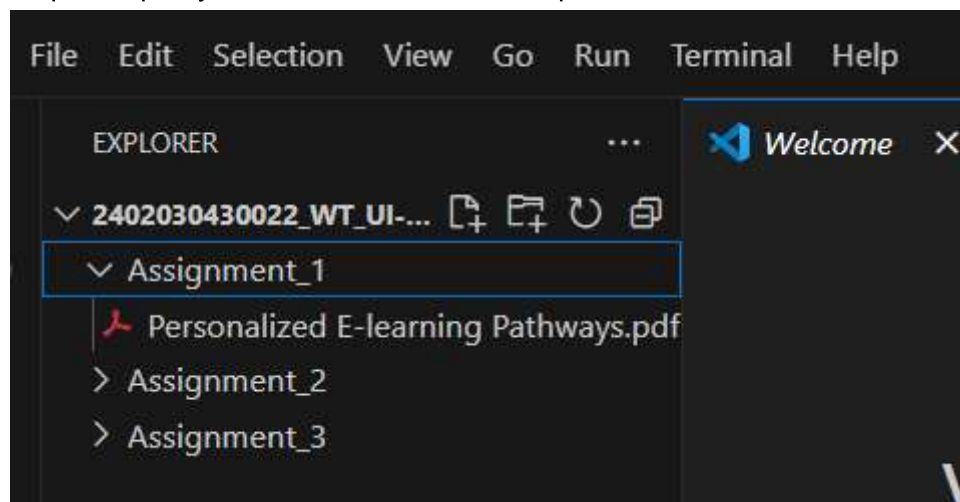 File Edit Selection View Go Run Terminal Help
EXPLORER ... Welcome
2402030430022_WT_UI-...
Assignment_1
Personalized E-learning Pathways.pdf
Assignment_2
Assignment_3